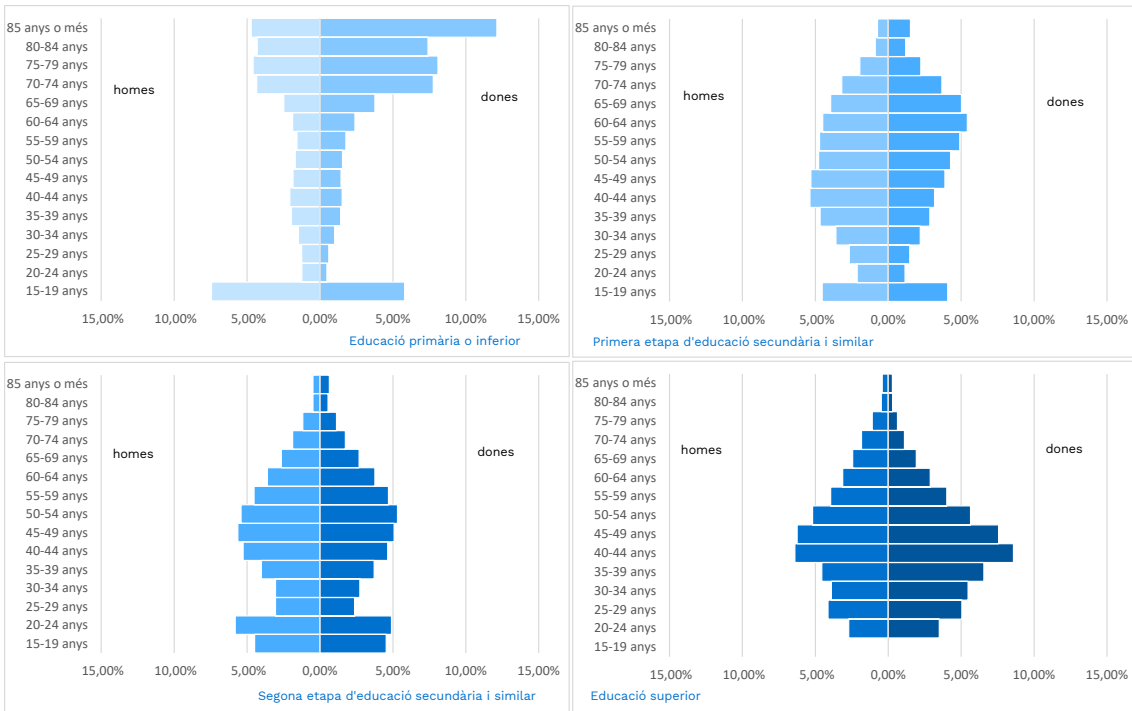 85 anys o més
80-84 anys
75-79 anys
70-74 anys
65-69 anys
60-64 anys
55-59 anys
50-54 anys
45-49 anys
40-44 anys
35-39 anys
30-34 anys
25-29 anys
20-24 anys
15-19 anys
homes
dones
15,00% 10,00% 5,00% 0,00% 5,00% 10,00% 15,00%
Educació primària o inferior
85 anys o més
80-84 anys
75-79 anys
70-74 anys
65-69 anys
60-64 anys
55-59 anys
50-54 anys
45-49 anys
40-44 anys
35-39 anys
30-34 anys
25-29 anys
20-24 anys
15-19 anys
homes
dones
15,00% 10,00% 5,00% 0,00% 5,00% 10,00% 15,00%
Primera etapa d'educació secundària i similar
85 anys o més
80-84 anys
75-79 anys
70-74 anys
65-69 anys
60-64 anys
55-59 anys
50-54 anys
45-49 anys
40-44 anys
35-39 anys
30-34 anys
25-29 anys
20-24 anys
15-19 anys
homes
dones
15,00% 10,00% 5,00% 0,00% 5,00% 10,00% 15,00%
Segona etapa d'educació secundària i similar
85 anys o més
80-84 anys
75-79 anys
70-74 anys
65-69 anys
60-64 anys
55-59 anys
50-54 anys
45-49 anys
40-44 anys
35-39 anys
30-34 anys
25-29 anys
20-24 anys
15-19 anys
homes
dones
15,00% 10,00% 5,00% 0,00% 5,00% 10,00% 15,00%
Educació superior